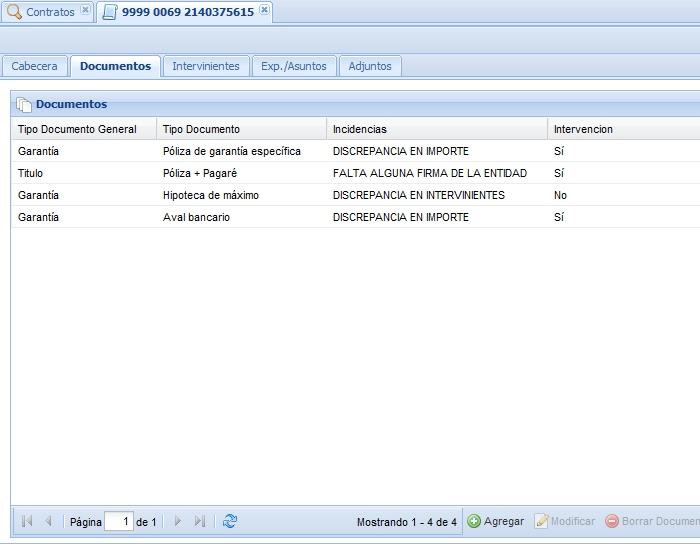 Contratos 9999 0069 2140375615
Cabecera Documentos Intervinientes Exp./Asuntos Adjuntos
Documentos
Tipo Documento General Tipo Documento Incidencias Intervencion
Garantía Póliza de garantía específica DISCREPANCIA EN IMPORTE Sí
Titulo Póliza + Pagaré FALTA ALGUNA FIRMA DE LA ENTIDAD Sí
Garantía Hipoteca de máximo DISCREPANCIA EN INTERVINIENTES No
Garantía Aval bancario DISCREPANCIA EN IMPORTE Sí
Página 1 de 1 Mostrando 1 - 4 de 4 Agregar Modificar Borrar Documen